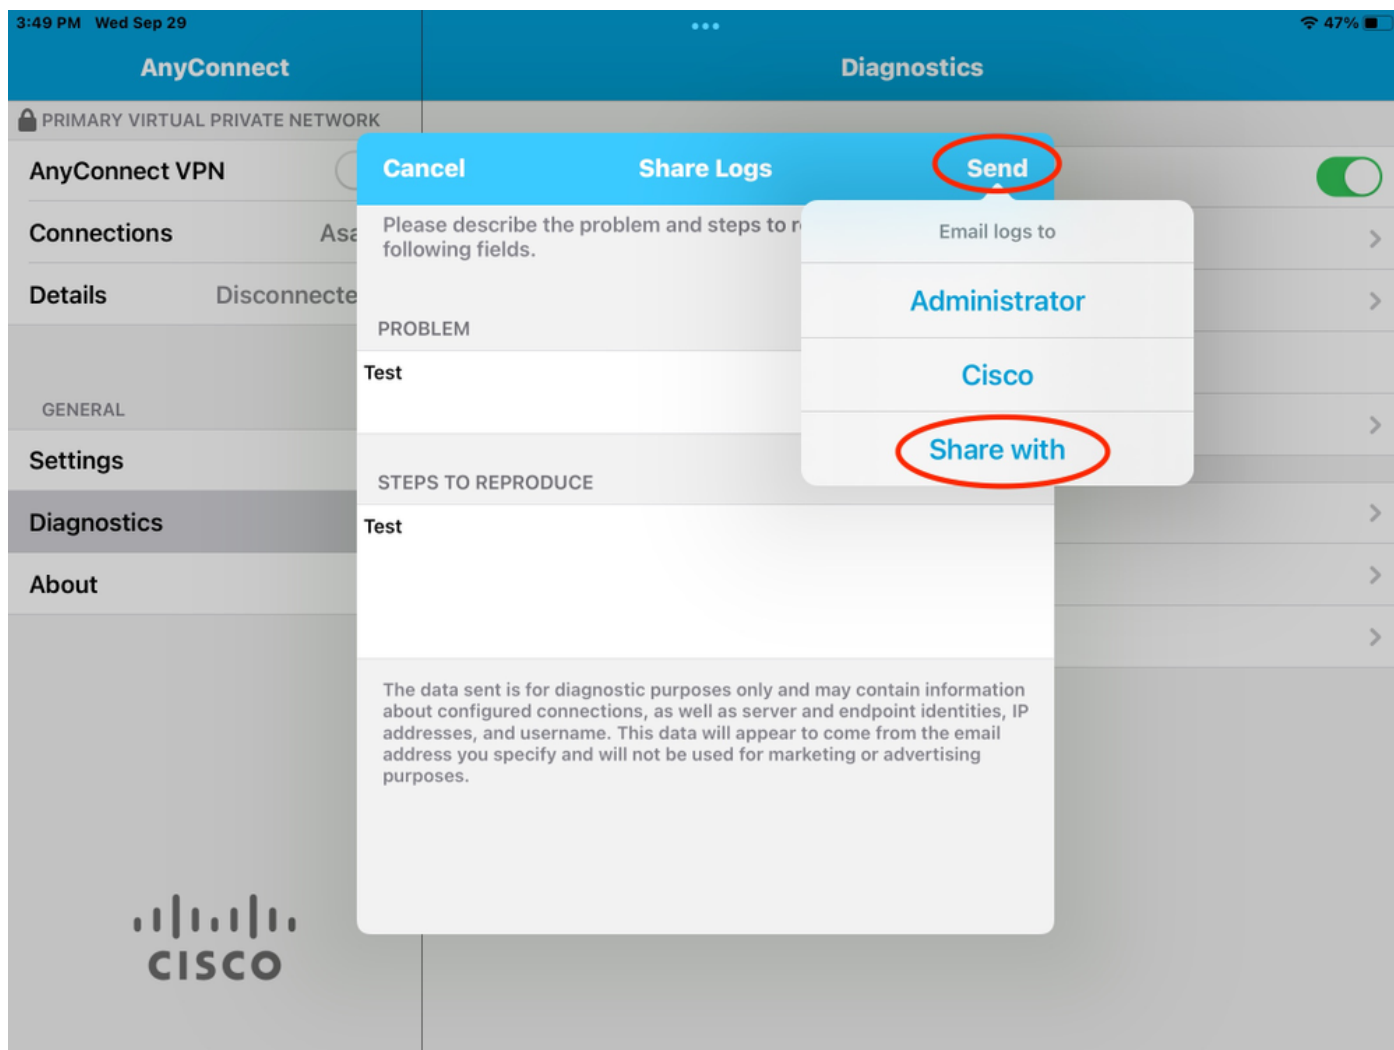 3:49 PM Wed Sep 29
47%
AnyConnect
Diagnostics
PRIMARY VIRTUAL PRIVATE NETWORK
AnyConnect VPN
Connections
Details
Disconnecte
GENERAL
Settings
Diagnostics
About
CISCO
Cancel
Share Logs
Send
Please describe the problem and steps to
following fields.
PROBLEM
Test
STEPS TO REPRODUCE
Test
The data sent is for diagnostic purposes only and may contain information
about configured connections, as well as server and endpoint identities, IP
addresses, and username. This data will appear to come from the email
address you specify and will not be used for marketing or advertising
purposes.
Email logs to
Administrator
Cisco
Share with